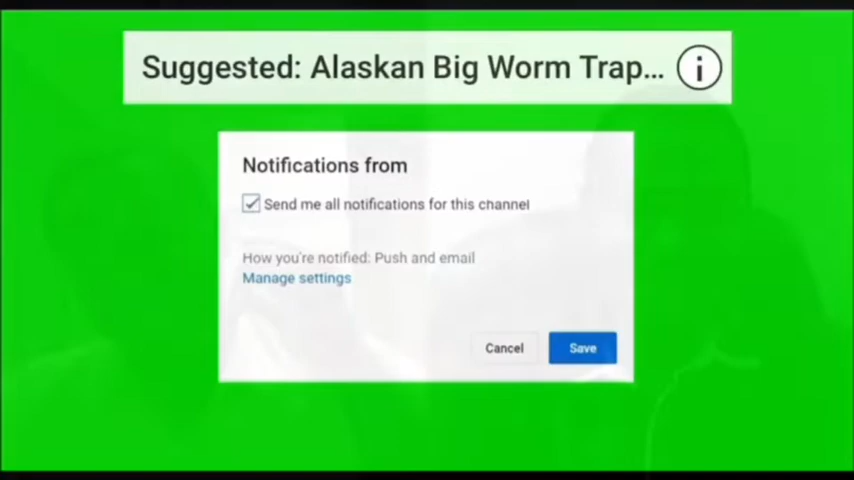 Suggested: Alaskan Big Worm Trap...
Notifications from
Send me all notifications for this channel
How you're notified: Push and email
Manage settings
Cancel
Save